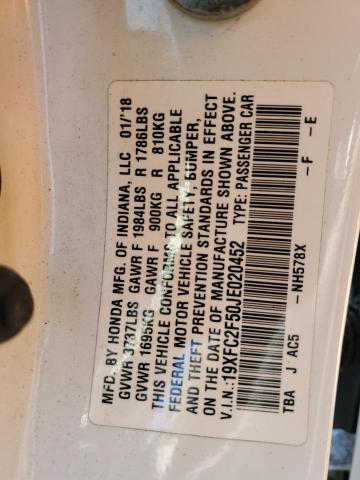 MFD. BY HONDA MFG. OF INDIANA, LLC 01/'18
GVWR 3737LBS GAWR F 1984LBS R 1786LBS
GVWR 1695KG GAWR F 900KG R 810KG
THIS VEHICLE CONFORMS TO ALL APPLICABLE
FEDERAL MOTOR VEHICLE SAFETY, BUMPER,
AND THEFT PREVENTION STANDARDS IN EFFECT
ON THE DATE OF MANUFACTURE SHOWN ABOVE.
V.I.N.: 19XFC2F50JE020452 TYPE: PASSENGER CAR
TBA J AC5 -NH578X -F -E